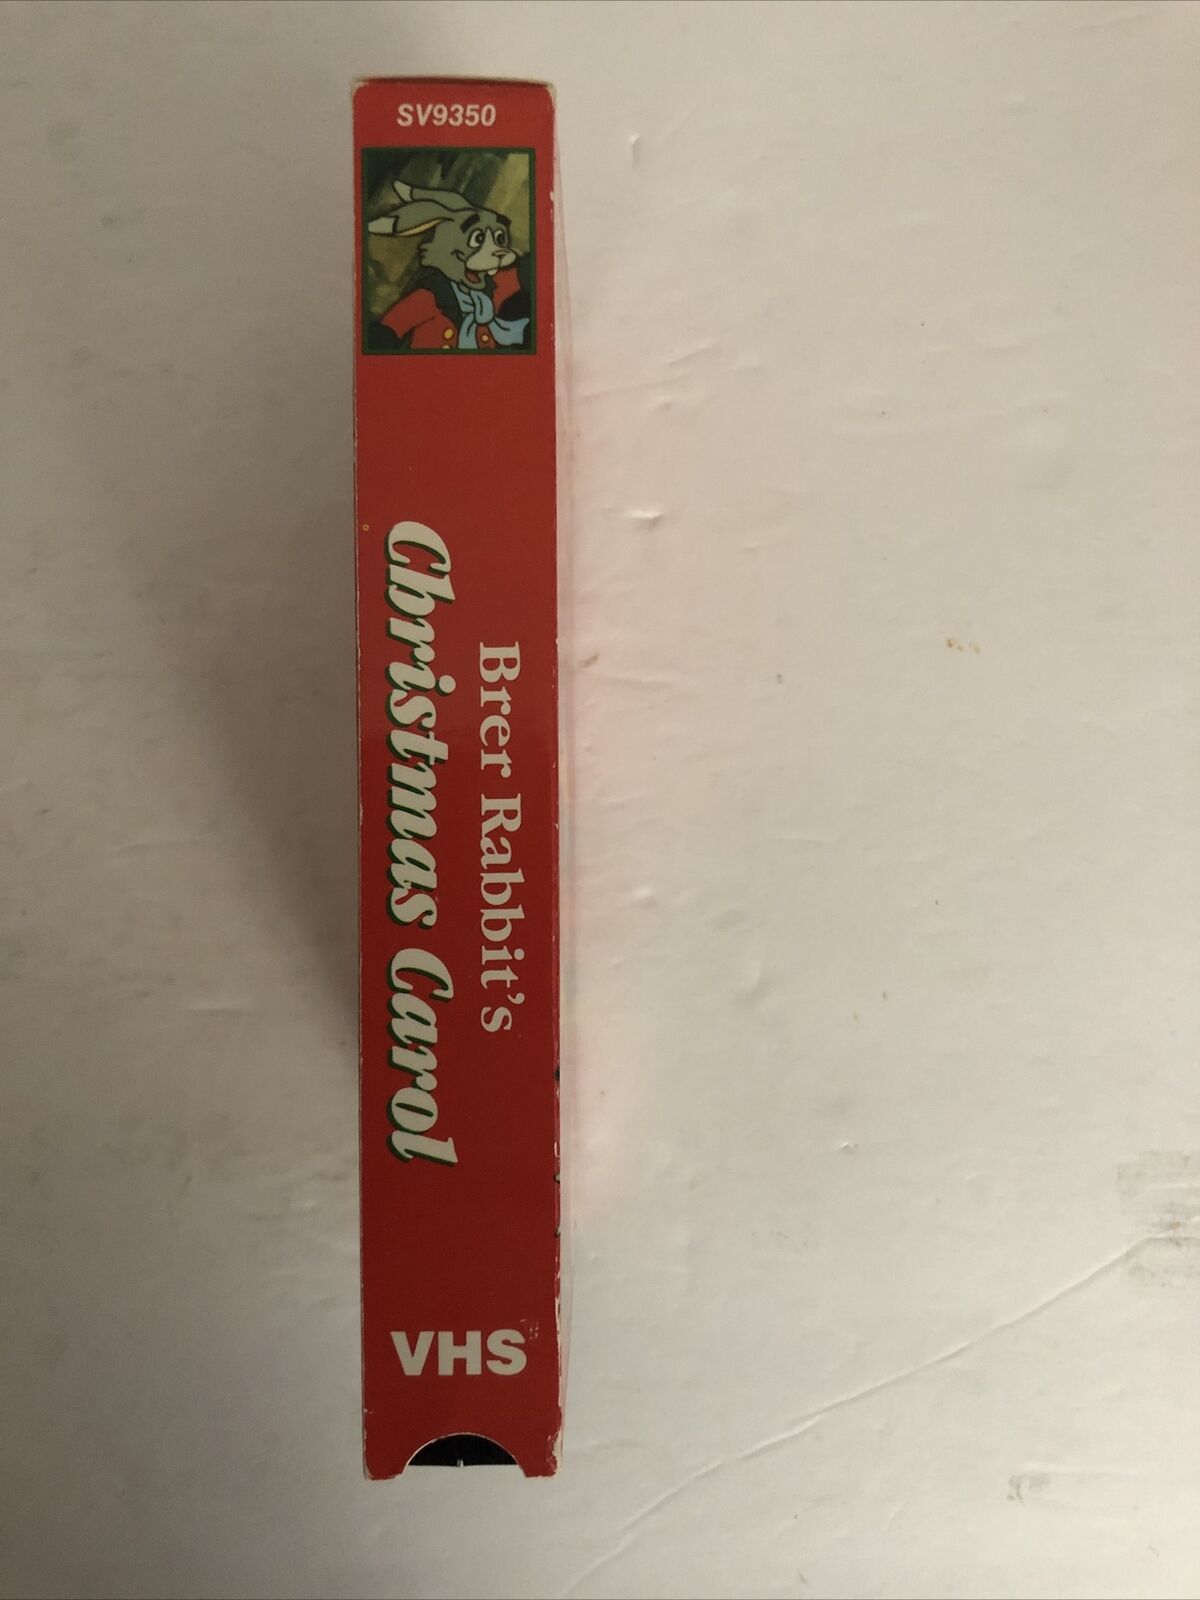 SV9350
Brer Rabbit's
Christmas Carol
VHS